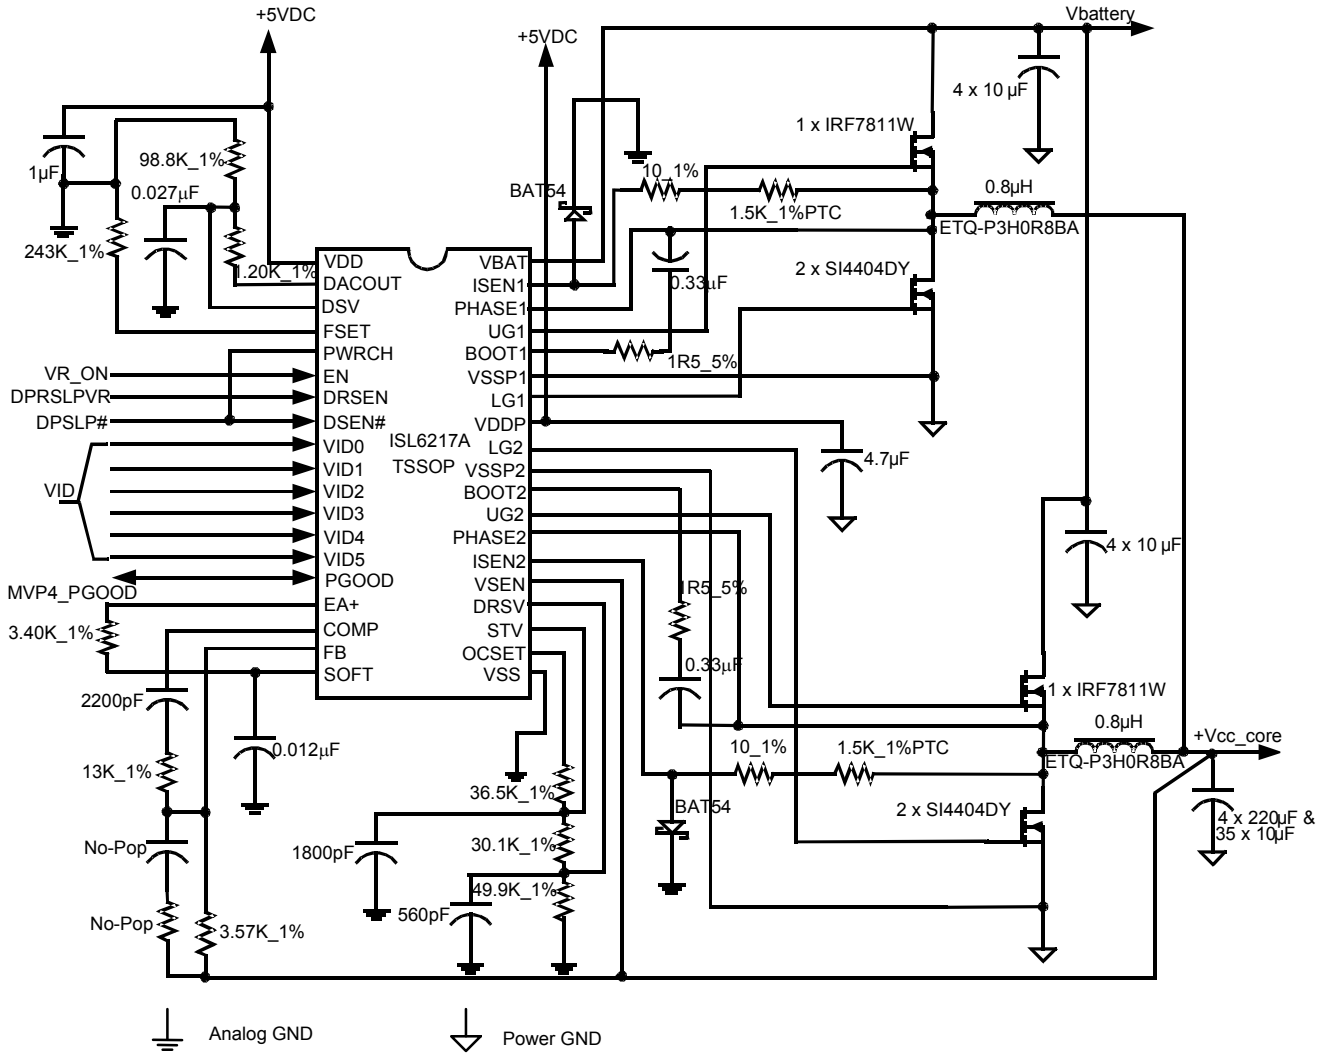 +5VDC
Vbattery
+5VDC
4 x 10 µF
1 x IRF7811W
1µF
98.8K_1%
10_1%
0.027µF
BAT54
0.8µH
1.5K_1%PTC
ETQ-P3H0R8BA
243K_1%
1.20K_1%
0.33µF
2 x SI4404DY
VDD
DACOUT
DSV
FSET
PWRCH
EN
DRSEN
DSEN#
VID0
VID1
VID2
VID3
VID4
VID5
PGOOD
EA+
COMP
FB
SOFT
ISL6217A
TSSOP
VBAT
ISEN1
PHASE1
UG1
BOOT1
VSSP1
LG1
VDDP
LG2
VSSP2
BOOT2
UG2
PHASE2
ISEN2
VSEN
DRSV
STV
OCSET
VSS
1R5_5%
VR_ON
DPRSLPVR
DPSLP#
VID
MVP4_PGOOD
4.7µF
4 x 10 µF
1R5_5%
3.40K_1%
0.33µF
1 x IRF7811W
2200pF
0.8µH
+Vcc_core
0.012µF
10_1%
1.5K_1%PTC
ETQ-P3H0R8BA
13K_1%
36.5K_1%
BAT54
2 x SI4404DY
4 x 220µF &
35 x 10µF
No-Pop
1800pF
30.1K_1%
49.9K_1%
560pF
No-Pop
3.57K_1%
Analog GND
Power GND